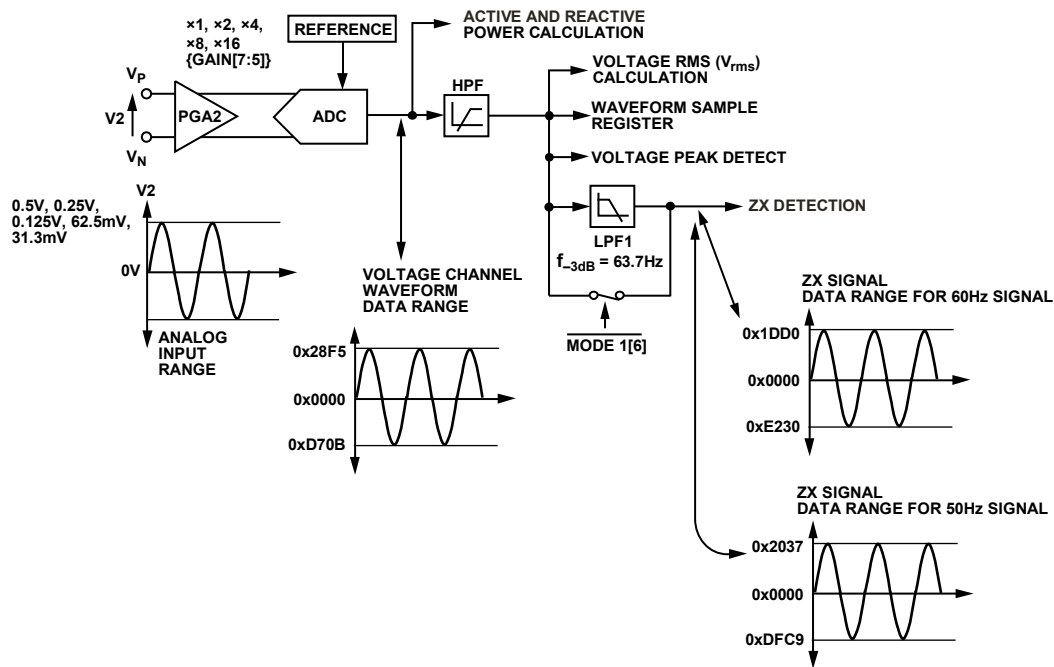 ×1, ×2, ×4,
×8, ×16
{GAIN[7:5]}
REFERENCE
ACTIVE AND REACTIVE
POWER CALCULATION
VP
V2
VN
PGA2
ADC
HPF
VOLTAGE RMS (Vrms)
CALCULATION
WAVEFORM SAMPLE
REGISTER
VOLTAGE PEAK DETECT
ZX DETECTION
LPF1
f–3dB = 63.7Hz
MODE 1[6]
V2
0.5V, 0.25V,
0.125V, 62.5mV,
31.3mV
0V
ANALOG
INPUT
RANGE
VOLTAGE CHANNEL
WAVEFORM
DATA RANGE
0x28F5
0x0000
0xD70B
ZX SIGNAL
DATA RANGE FOR 60Hz SIGNAL
0x1DD0
0x0000
0xE230
ZX SIGNAL
DATA RANGE FOR 50Hz SIGNAL
0x2037
0x0000
0xDFC9